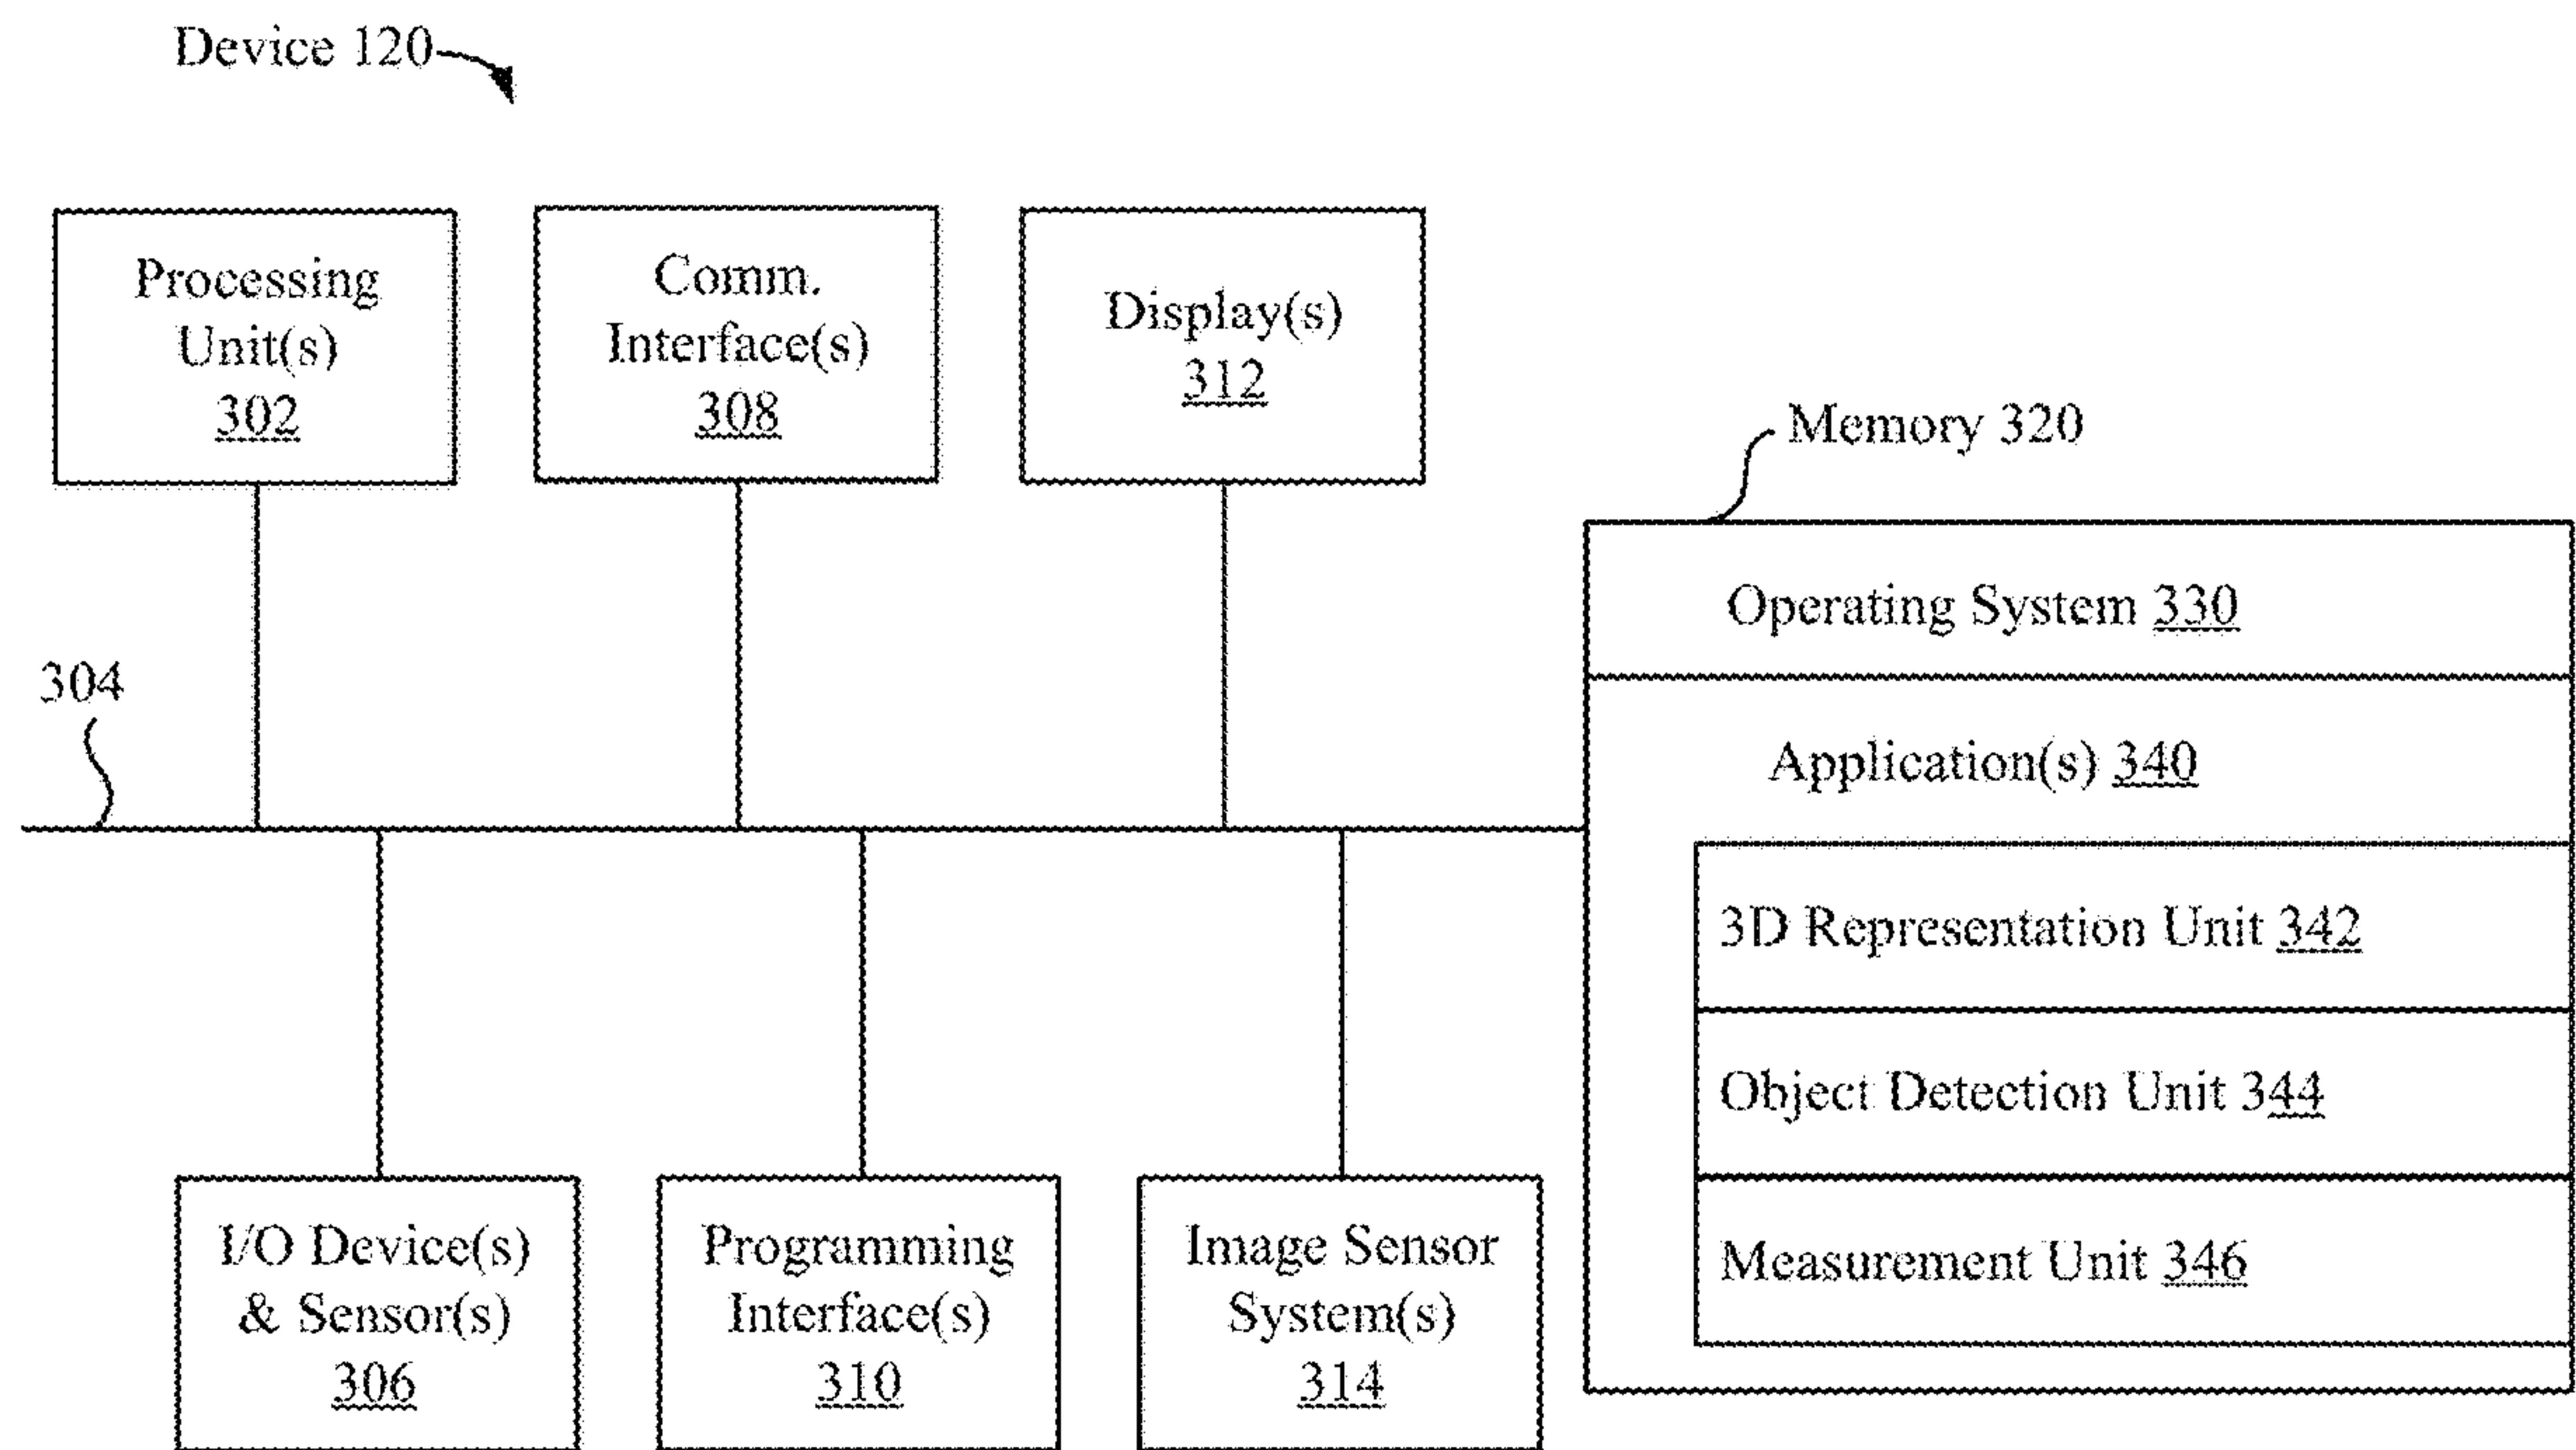 Device 120
Processing
Unit(s)
302
Comm.
Interface(s)
308
Display(s)
312
Memory 320
Operating System 330
304
Application(s) 340
3D Representation Unit 342
Object Detection Unit 344
Measurement Unit 346
I/O Device(s)
& Sensor(s)
306
Programming
Interface(s)
310
Image Sensor
System(s)
314